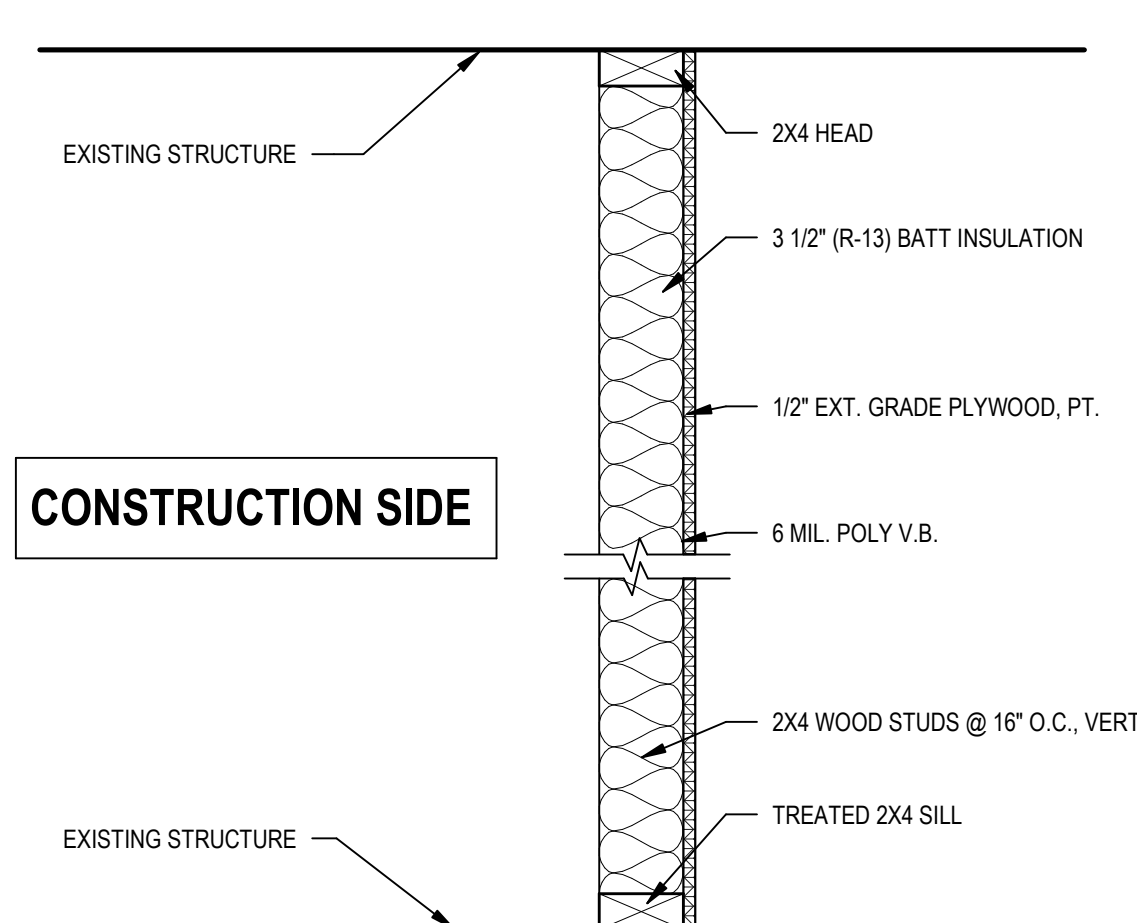 EXISTING STRUCTURE
2X4 HEAD
3 1/2" (R-13) BATT INSULATION
1/2" EXT. GRADE PLYWOOD, PT.
CONSTRUCTION SIDE
6 MIL. POLY V.B.
2X4 WOOD STUDS @ 16" O.C., VERT
TREATED 2X4 SILL
EXISTING STRUCTURE